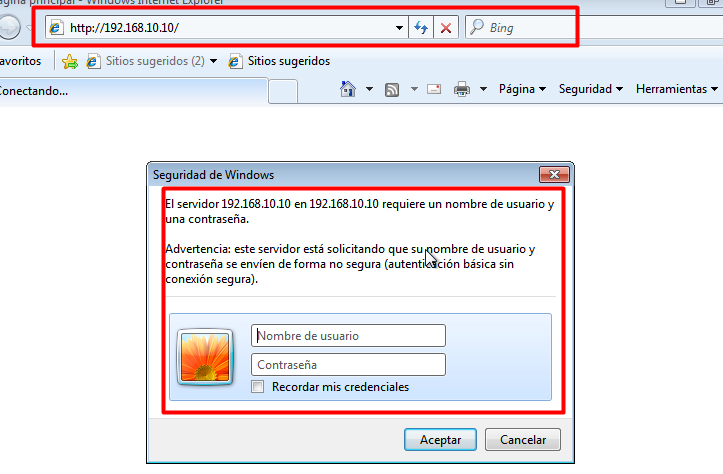 ágina principal - Windows Internet Explorer
http://192.168.10.10/
Bing
avoritos
Sitios sugeridos (2)
Sitios sugeridos
Conectando...
Página
Seguridad
Herramientas
Seguridad de Windows
El servidor 192.168.10.10 en 192.168.10.10 requiere un nombre de usuario y
una contraseña.
Advertencia: este servidor está solicitando que su nombre de usuario y
contraseña se envíen de forma no segura (autenticación básica sin
conexión segura).
Nombre de usuario
Contraseña
Recordar mis credenciales
Aceptar
Cancelar